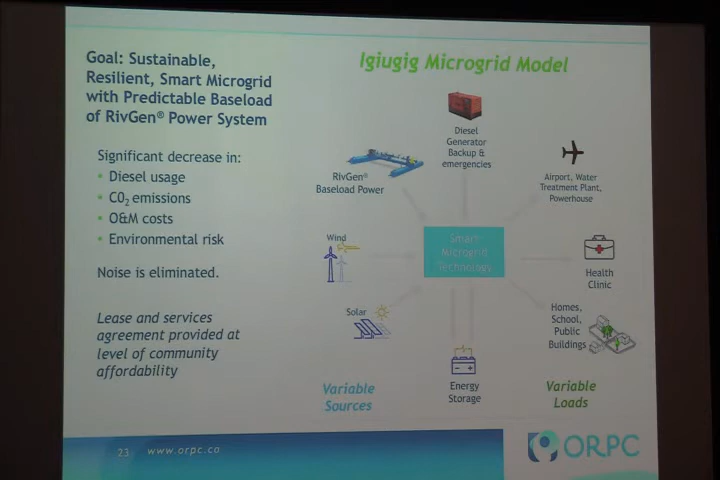 Goal: Sustainable,
Resilient, Smart Microgrid
with Predictable Baseload
of RivGen® Power System
Significant decrease in:
• Diesel usage
• CO2 emissions
• O&M costs
• Environmental risk
Noise is eliminated.
Lease and services
agreement provided at
level of community
affordability
Igiugig Microgrid Model
Diesel
Generator
Backup &
emergencies
RivGen®
Baseload Power
Airport, Water
Treatment Plant,
Powerhouse
Wind
Smart
Microgrid
Technology
Health
Clinic
Solar
Homes,
School,
Public
Buildings
Energy
Storage
Variable
Sources
Variable
Loads
23 www.orpc.co
ORPC